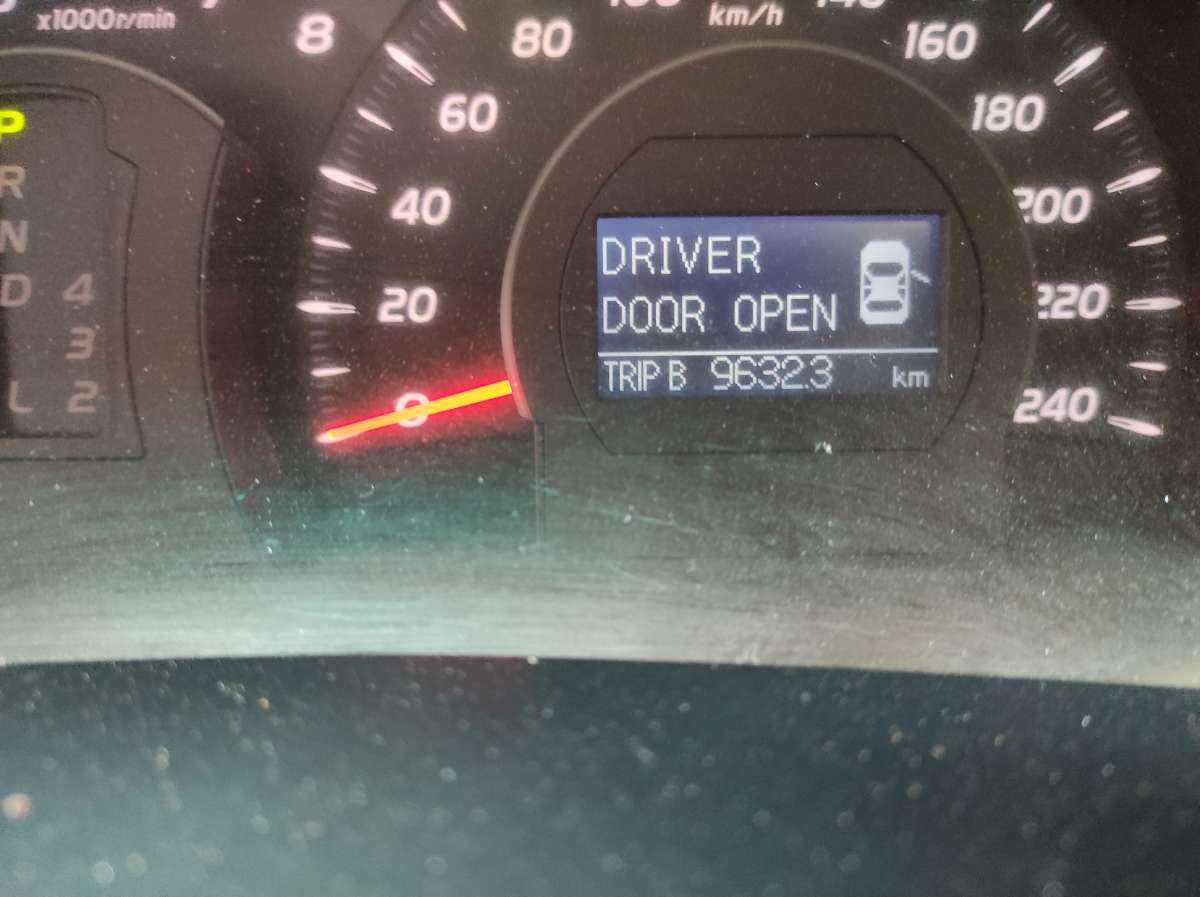 x1000r/min
8
P
R
N
D 4
3
L 2
0
20
40
60
80
km/h
160
180
200
220
240
DRIVER
DOOR OPEN
TRIP B 9632.3 km